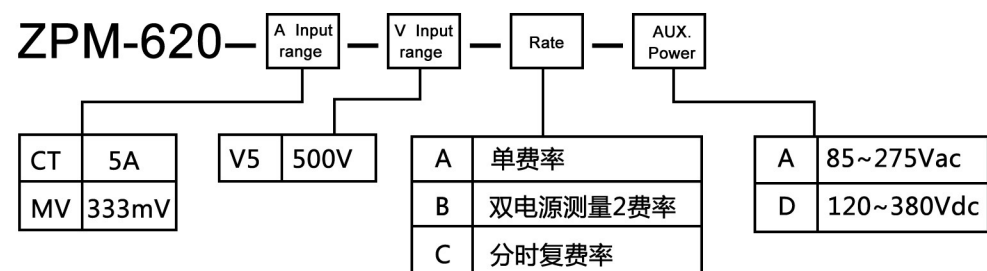 ZPM-620— A Input range — V Input range — Rate — AUX. Power
CT 5A
MV 333mV
V5 500V
A 单费率
B 双电源测量2费率
C 分时复费率
A 85~275Vac
D 120~380Vdc